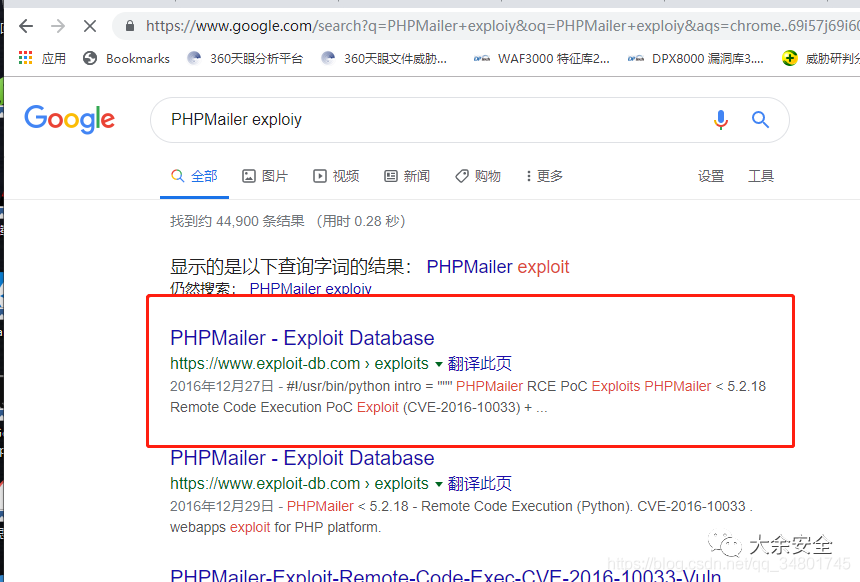 https://www.google.com/search?q=PHPMailer+exploiy&oq=PHPMailer+exploiy&aqs=chrome..69i57j69i60
应用 Bookmarks 360天眼分析平台 360天眼文件威胁... WAF3000 特征库2... DPX8000 漏洞库3.... 威胁研判分
Google
PHPMailer exploiy
全部 图片 视频 新闻 购物 更多 设置 工具
找到约 44,900 条结果 （用时 0.28 秒）
显示的是以下查询字词的结果： PHPMailer exploit
仍然搜索： PHPMailer exploiy
PHPMailer - Exploit Database
https://www.exploit-db.com › exploits ▾ 翻译此页
2016年12月27日 - #!/usr/bin/python intro = """ PHPMailer RCE PoC Exploits PHPMailer < 5.2.18
Remote Code Execution PoC Exploit (CVE-2016-10033) + ...
PHPMailer - Exploit Database
https://www.exploit-db.com › exploits ▾ 翻译此页
2016年12月29日 - PHPMailer < 5.2.18 - Remote Code Execution (Python). CVE-2016-10033 .
webapps exploit for PHP platform.
大余安全
https://blog.csdn.net/qq_34801745
PHPMailer-Exploit-Remote-Code-Exec-CVE-2016-10033-Vuln